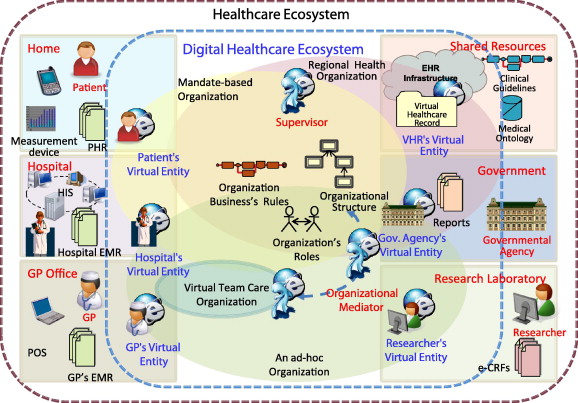 Healthcare Ecosystem
Digital Healthcare Ecosystem
Home
Patient
Measurement
device
PHR
Mandate-based
Organization
Regional Health
Organization
Supervisor
Shared Resources
EHR
Infrastructure
Virtual
Healthcare
Record
Clinical
Guidelines
Medical
Ontology
VHR's Virtual
Entity
Patient's
Virtual Entity
Hospital
HIS
Hospital EMR
Hospital's
Virtual Entity
Organization
Business's Rules
Organizational
Structure
Organization's
Roles
Government
Reports
Gov. Agency's
Virtual Entity
Governmental
Agency
GP Office
GP
POS
GP's EMR
GP's Virtual
Entity
Virtual Team Care
Organization
Organizational
Mediator
An ad-hoc
Organization
Research Laboratory
Researcher's
Virtual Entity
Researcher
e-CRFs